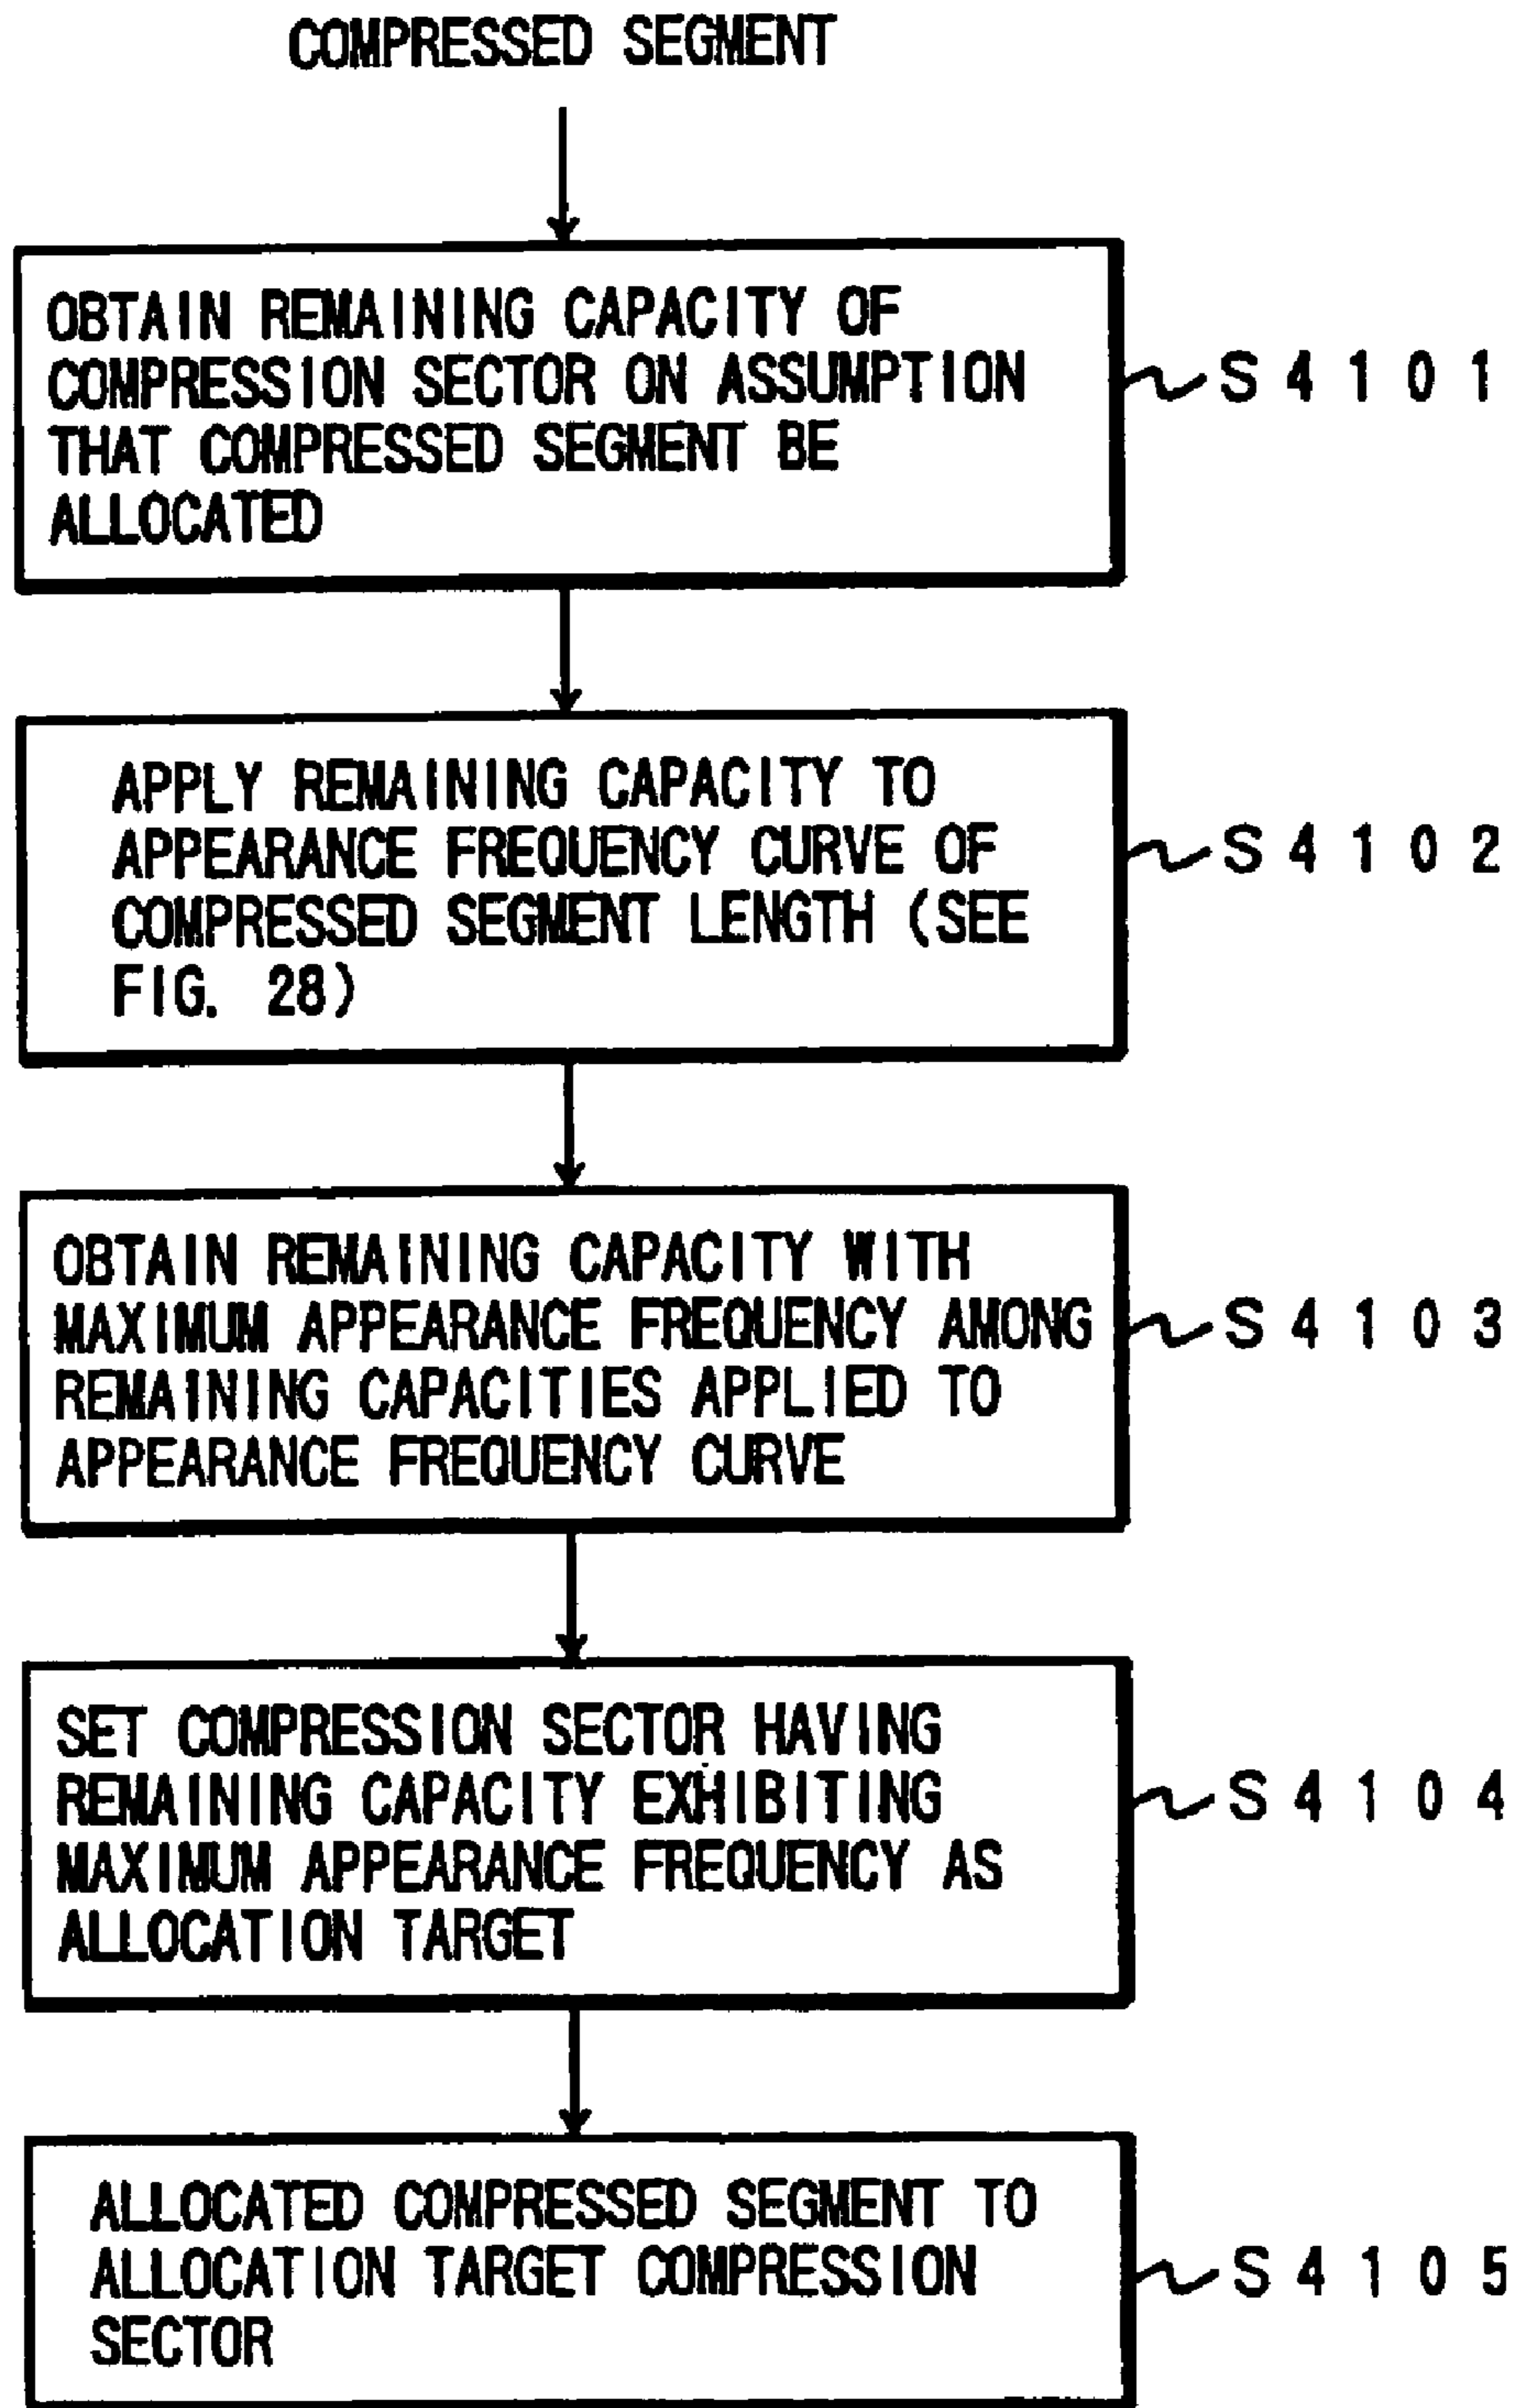 COMPRESSED SEGMENT
OBTAIN REMAINING CAPACITY OF
COMPRESSION SECTOR ON ASSUMPTION
THAT COMPRESSED SEGMENT BE
ALLOCATED
S4101
APPLY REMAINING CAPACITY TO
APPEARANCE FREQUENCY CURVE OF
COMPRESSED SEGMENT LENGTH (SEE
FIG. 28)
S4102
OBTAIN REMAINING CAPACITY WITH
MAXIMUM APPEARANCE FREQUENCY AMONG
REMAINING CAPACITIES APPLIED TO
APPEARANCE FREQUENCY CURVE
S4103
SET COMPRESSION SECTOR HAVING
REMAINING CAPACITY EXHIBITING
MAXIMUM APPEARANCE FREQUENCY AS
ALLOCATION TARGET
S4104
ALLOCATED COMPRESSED SEGMENT TO
ALLOCATION TARGET COMPRESSION
SECTOR
S4105